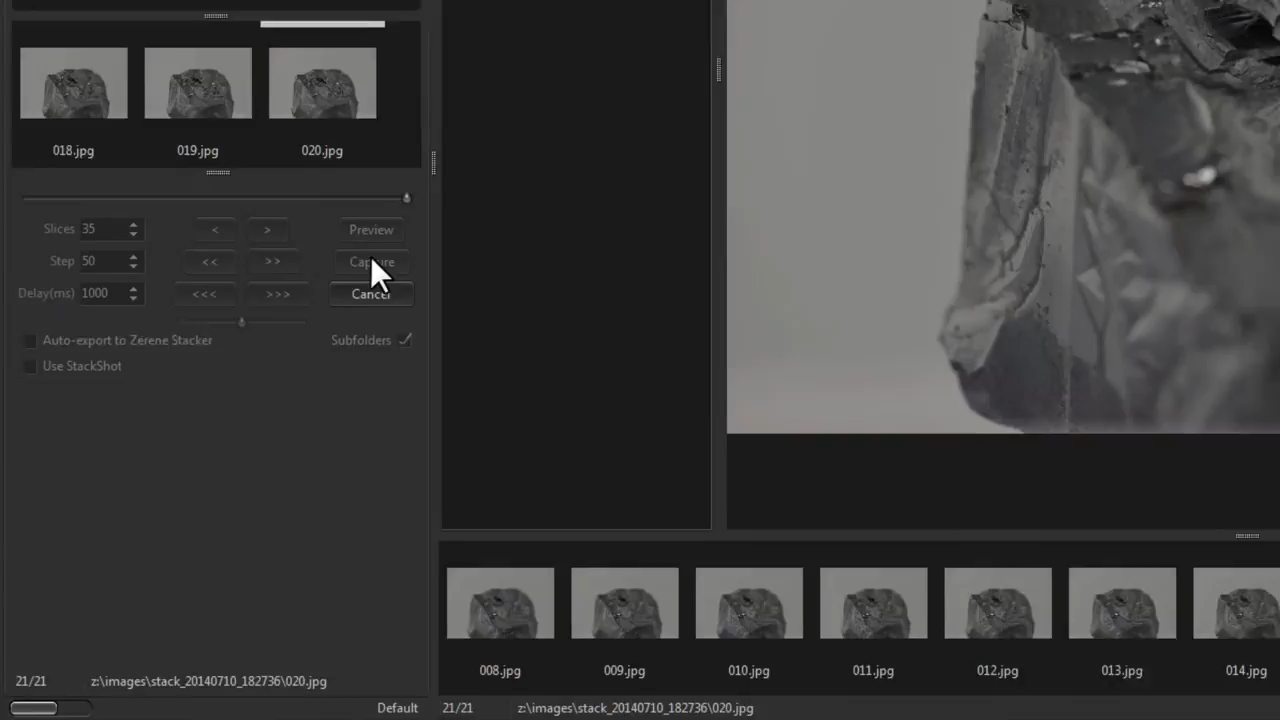 018.jpg 019.jpg 020.jpg
Slices 35 < > Preview
Step 50 << >> Capture
Delay(ms) 1000 <<< >>> Cancel
Auto-export to Zerene Stacker Subfolders
Use StackShot
008.jpg 009.jpg 010.jpg 011.jpg 012.jpg 013.jpg 014.jpg
21/21 z:\images\stack_20140710_182736\020.jpg
Default 21/21 z:\images\stack_20140710_182736\020.jpg